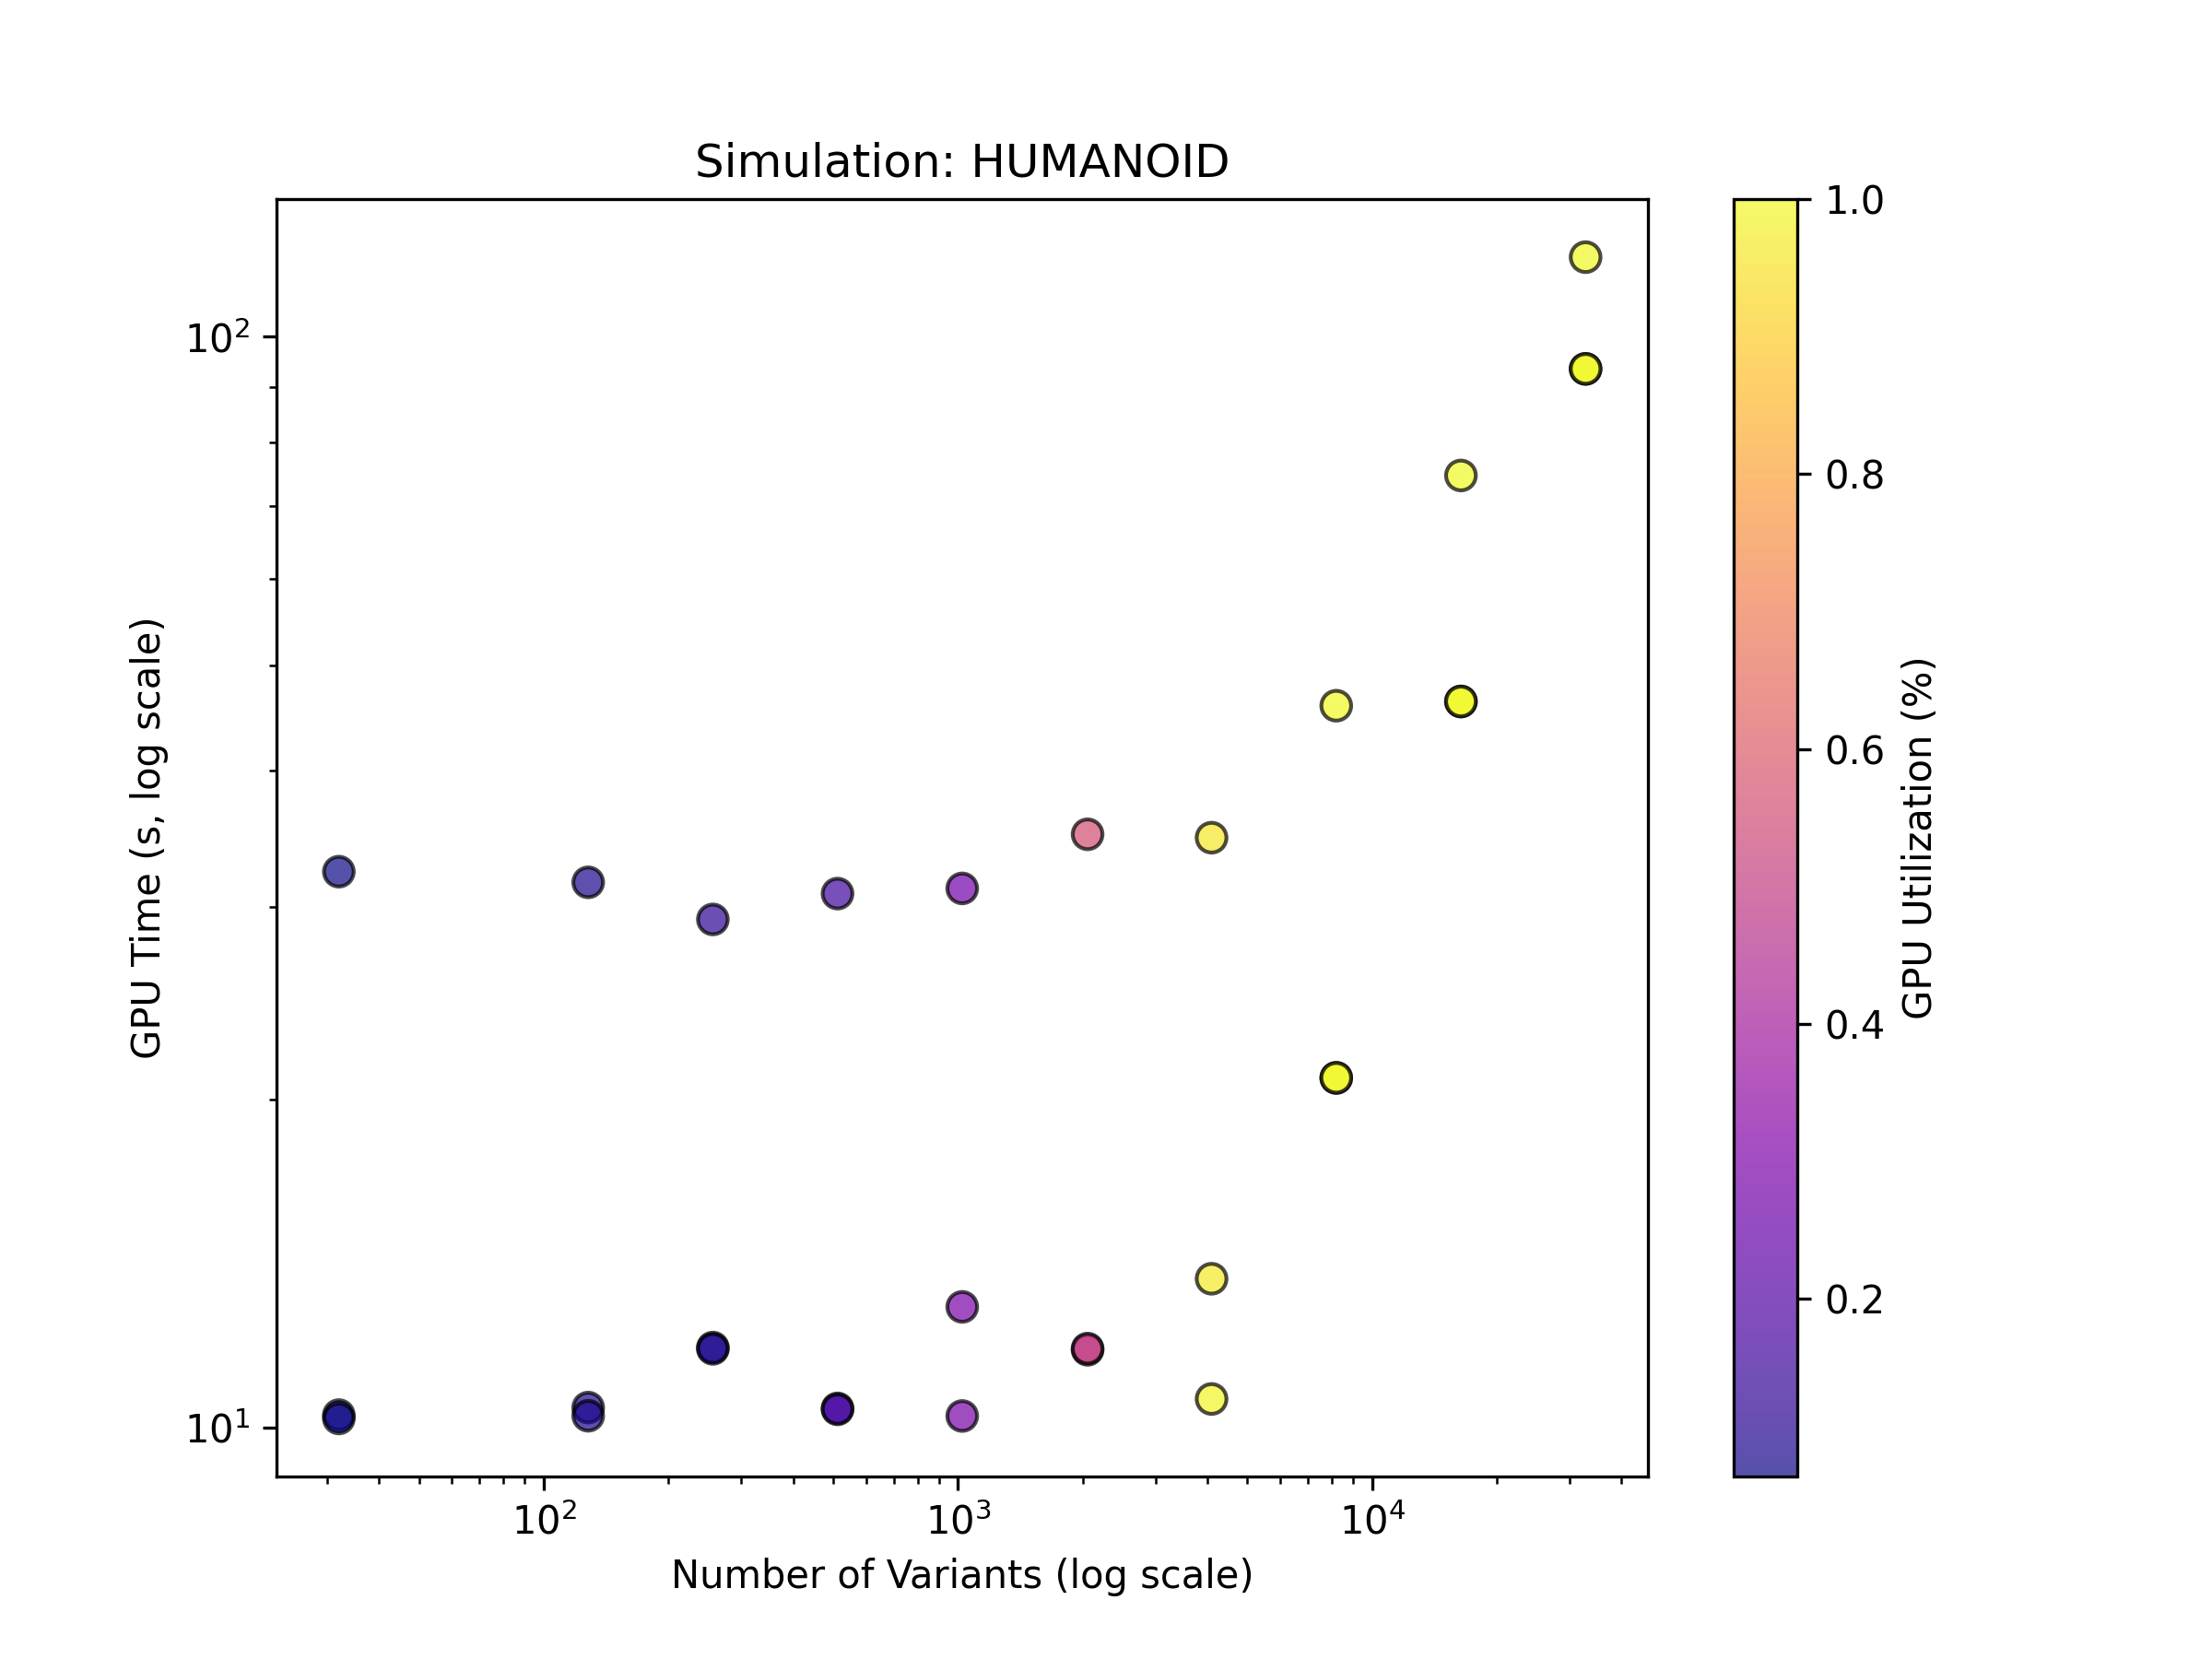 Simulation: HUMANOID
GPU Time (s, log scale)
10²
10¹
10² 10³ 10⁴
Number of Variants (log scale)
1.0
0.8
0.6
0.4
0.2
GPU Utilization (%)